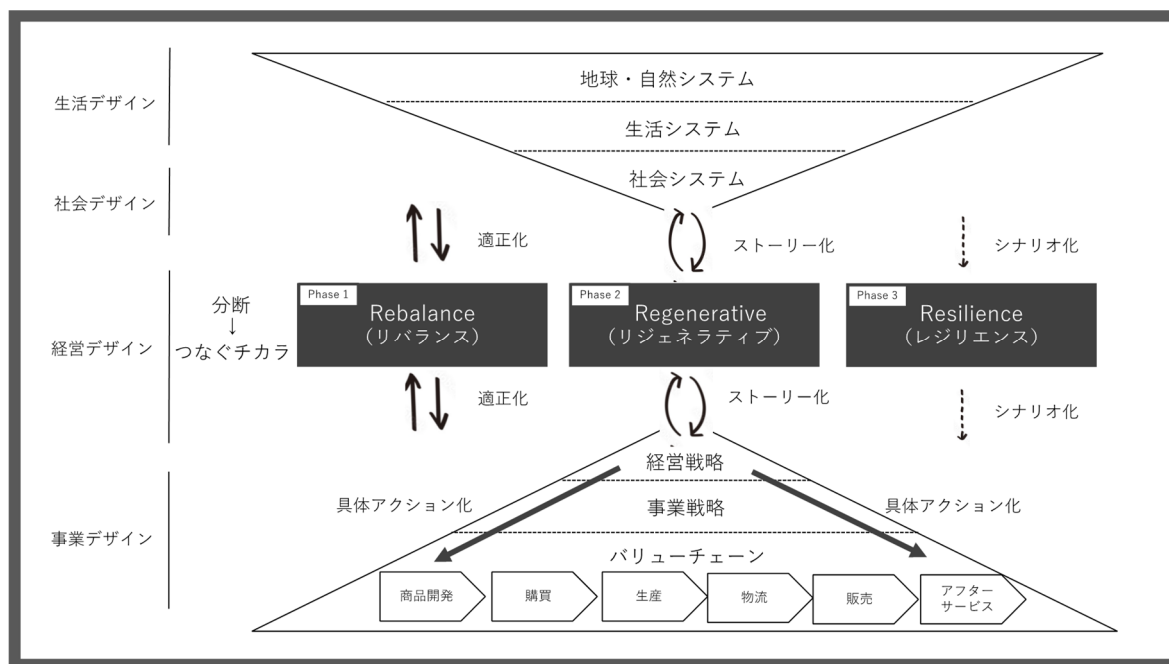 生活デザイン
地球・自然システム
生活システム
社会デザイン
社会システム
適正化
ストーリー化
シナリオ化
経営デザイン
分断
↓
つなぐチカラ
Phase 1
Rebalance
(リバランス)
Phase 2
Regenerative
(リジェネラティブ)
Phase 3
Resilience
(レジリエンス)
適正化
ストーリー化
シナリオ化
事業デザイン
経営戦略
具体アクション化
事業戦略
具体アクション化
バリューチェーン
商品開発
購買
生産
物流
販売
アフター
サービス